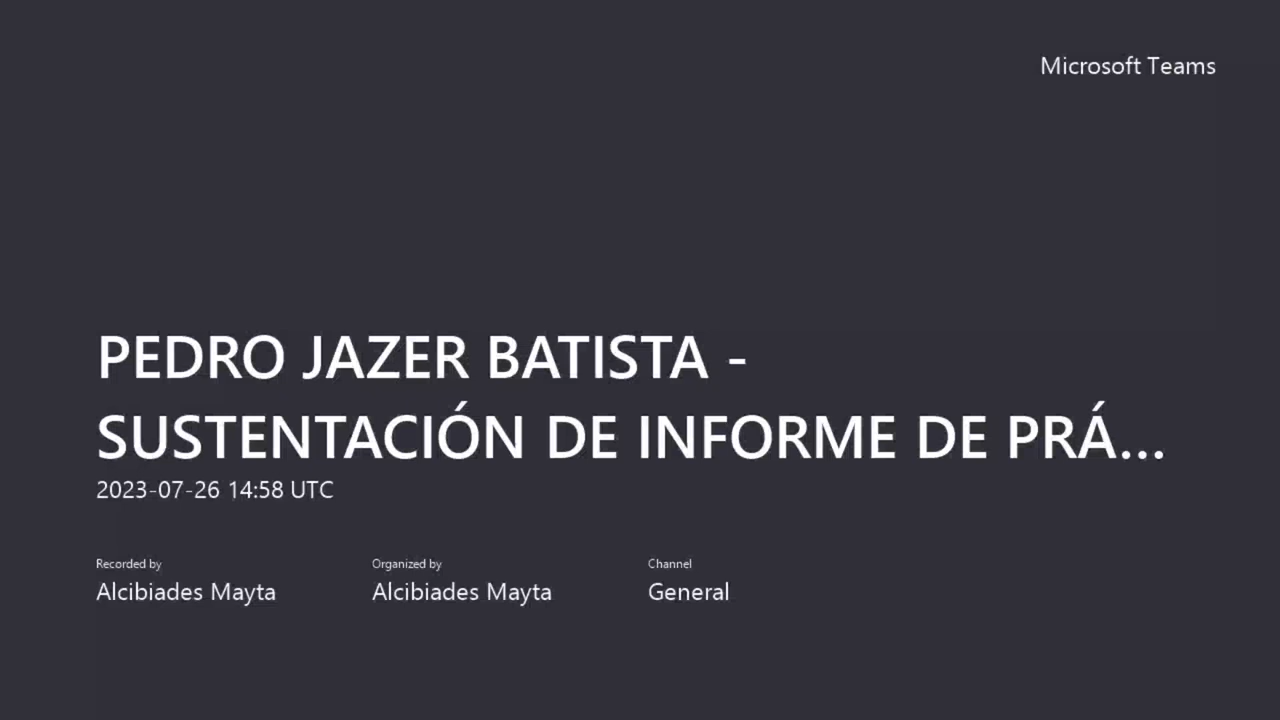 Microsoft Teams
PEDRO JAZER BATISTA -
SUSTENTACIÓN DE INFORME DE PRÁ...
2023-07-26 14:58 UTC
Recorded by Organized by Channel
Alcibiades Mayta Alcibiades Mayta General